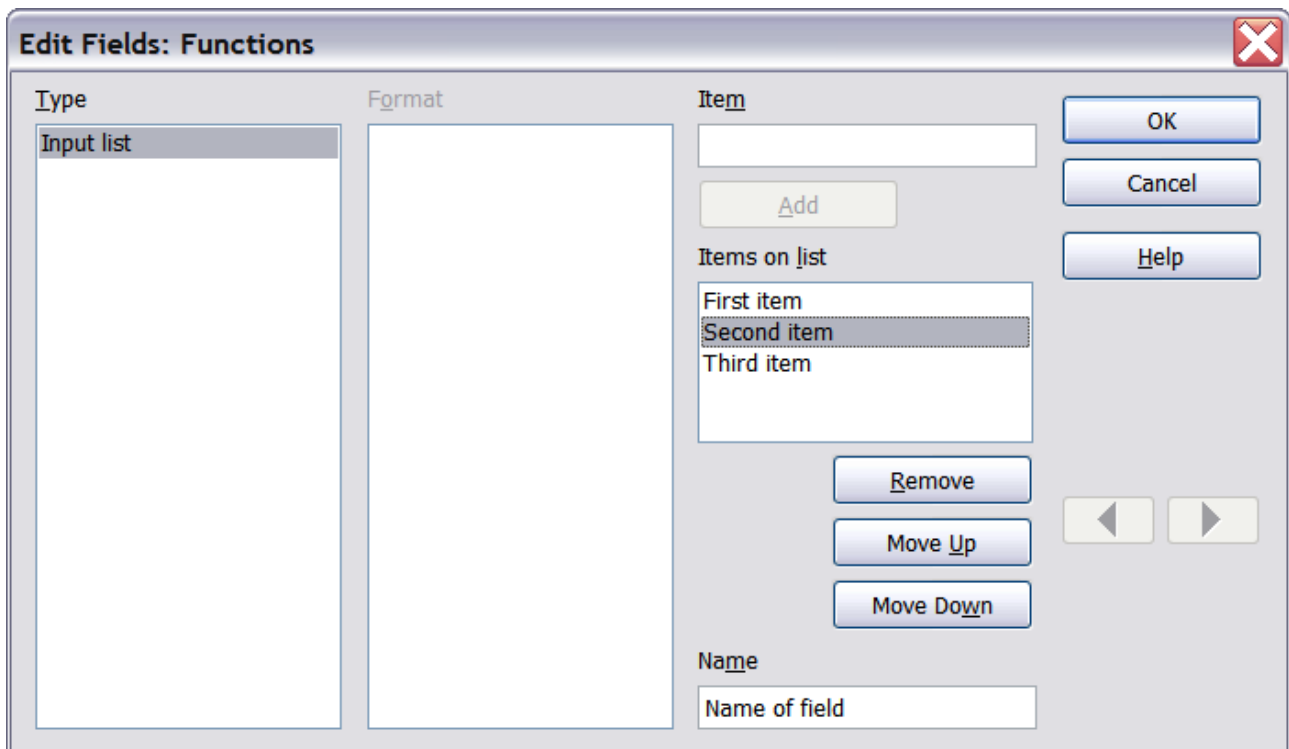 Edit Fields: Functions
Type
Format
Item
Input list
OK
Cancel
Add
Help
Items on list
First item
Second item
Third item
Remove
Move Up
Move Down
Name
Name of field